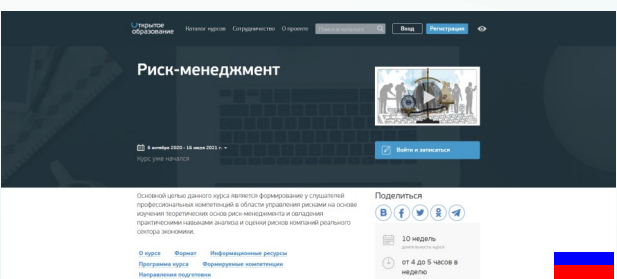 Открытое
образование
Каталог курсов Сотрудничество О проекте Поиск в каталоге Вход Регистрация
Риск-менеджмент
6 октября 2020 - 16 июля 2021 г.
Курс уже начался
Войти и записаться
Основной целью данного курса является формирование у слушателей
профессиональных компетенций в области управления рисками на основе
изучения теоретических основ риск-менеджмента и овладения
практическими навыками анализа и оценки рисков компаний реального
сектора экономики.
О курсе Формат Информационные ресурсы
Программа курса Формируемые компетенции
Направления подготовки
Поделиться
10 недель
длительность курса
от 4 до 5 часов в
неделю